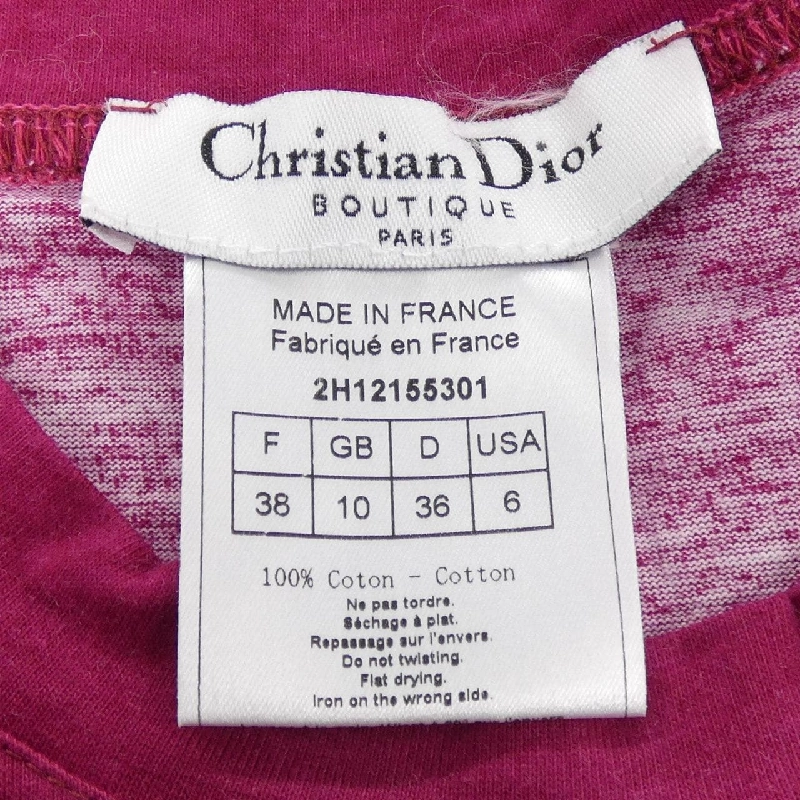 Christian Dior
BOUTIQUE
PARIS
MADE IN FRANCE
Fabriqué en France
2H12155301
F GB D USA
38 10 36 6
100% Coton - Cotton
Ne pas tordre.
Séchage à plat.
Repassage sur l'envers.
Do not twisting.
Flat drying.
Iron on the wrong side.